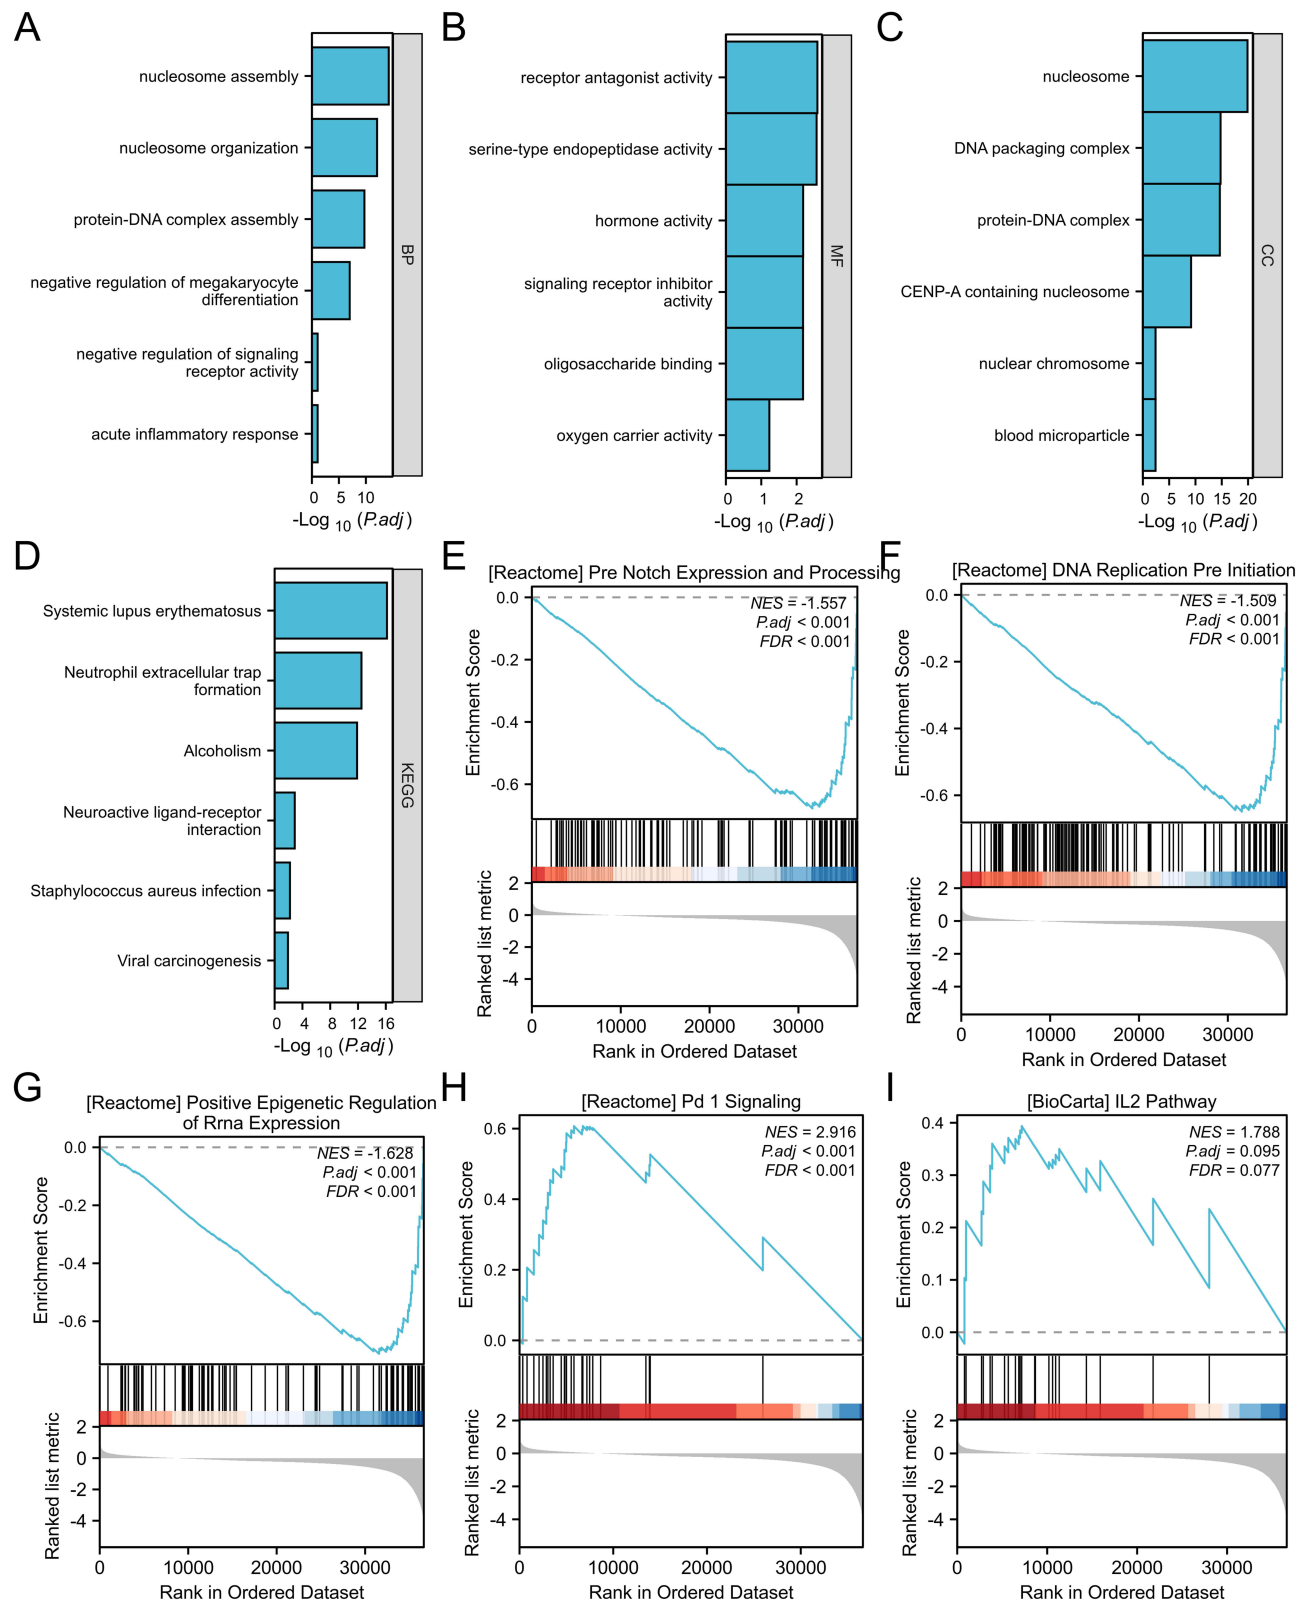 A
nucleosome assembly
nucleosome organization
protein-DNA complex assembly
negative regulation of megakaryocyte
differentiation
negative regulation of signaling
receptor activity
acute inflammatory response
BP
0 5 10
-Log 10 (P.adj)
B
receptor antagonist activity
serine-type endopeptidase activity
hormone activity
signaling receptor inhibitor
activity
oligosaccharide binding
oxygen carrier activity
MF
0 1 2
-Log 10 (P.adj)
C
nucleosome
DNA packaging complex
protein-DNA complex
CENP-A containing nucleosome
nuclear chromosome
blood microparticle
CC
0 5 10 15 20
-Log 10 (P.adj)
D
Systemic lupus erythematosus
Neutrophil extracellular trap
formation
Alcoholism
Neuroactive ligand-receptor
interaction
Staphylococcus aureus infection
Viral carcinogenesis
KEGG
0 4 8 12 16
-Log 10 (P.adj)
E
[Reactome] Pre Notch Expression and Processing
NES = -1.557
P.adj < 0.001
FDR < 0.001
Enrichment Score
0.0
-0.2
-0.4
-0.6
Ranked list metric
2
0
-2
-4
0 10000 20000 30000
Rank in Ordered Dataset
F
[Reactome] DNA Replication Pre Initiation
NES = -1.509
P.adj < 0.001
FDR < 0.001
Enrichment Score
0.0
-0.2
-0.4
-0.6
Ranked list metric
2
0
-2
-4
0 10000 20000 30000
Rank in Ordered Dataset
G
[Reactome] Positive Epigenetic Regulation
of Rrna Expression
NES = -1.628
P.adj < 0.001
FDR < 0.001
Enrichment Score
0.0
-0.2
-0.4
-0.6
Ranked list metric
2
0
-2
-4
0 10000 20000 30000
Rank in Ordered Dataset
H
[Reactome] Pd 1 Signaling
NES = 2.916
P.adj < 0.001
FDR < 0.001
Enrichment Score
0.6
0.4
0.2
0.0
Ranked list metric
2
0
-2
-4
0 10000 20000 30000
Rank in Ordered Dataset
I
[BioCarta] IL2 Pathway
NES = 1.788
P.adj = 0.095
FDR = 0.077
Enrichment Score
0.4
0.3
0.2
0.1
0.0
Ranked list metric
2
0
-2
-4
0 10000 20000 30000
Rank in Ordered Dataset